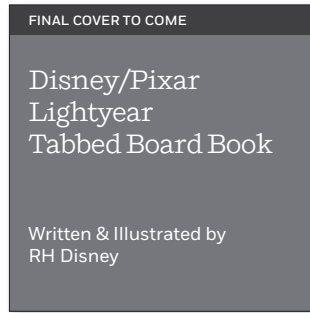 FINAL COVER TO COME
Disney/Pixar
Lightyear
Tabbed Board Book
Written & Illustrated by
RH Disney